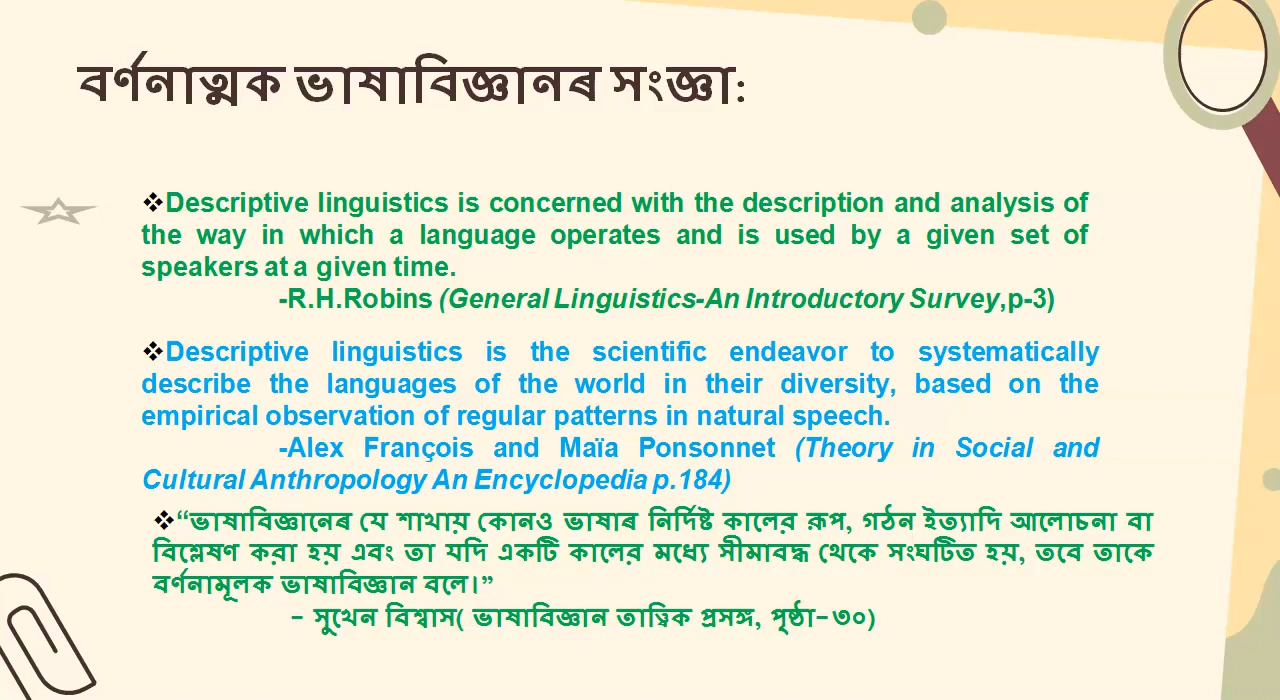 বৰ্ণনাত্মক ভাষাবিজ্ঞানৰ সংজ্ঞা:
❖Descriptive linguistics is concerned with the description and analysis of
the way in which a language operates and is used by a given set of
speakers at a given time.
-R.H.Robins (General Linguistics-An Introductory Survey,p-3)
❖Descriptive linguistics is the scientific endeavor to systematically
describe the languages of the world in their diversity, based on the
empirical observation of regular patterns in natural speech.
-Alex François and Maïa Ponsonnet (Theory in Social and
Cultural Anthropology An Encyclopedia p.184)
❖“ভাষাবিজ্ঞানেৰ যে শাখায় কোনও ভাষাৰ নিৰ্দিষ্ট কালের রূপ, গঠন ইত্যাদি আলোচনা বা
বিশ্লেষণ করা হয় এবং তা যদি একটি কালের মধ্যে সীমাবদ্ধ থেকে সংঘটিত হয়, তবে তাকে
বর্ণনামূলক ভাষাবিজ্ঞান বলে।”
– সুখেন বিশ্বাস( ভাষাবিজ্ঞান তাত্ত্বিক প্রসঙ্গ, পৃষ্ঠা–৩০)